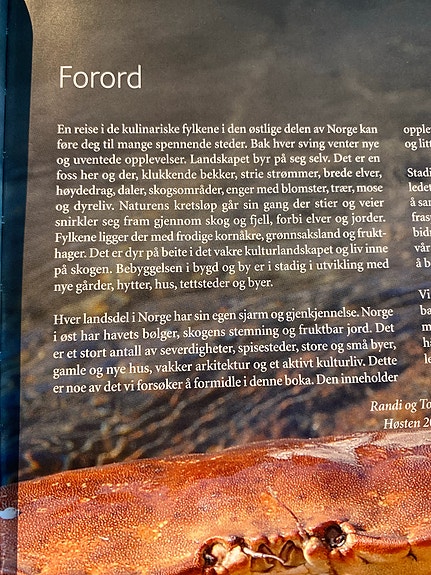 Forord
En reise i de kulinariske fylkene i den østlige delen av Norge kan
føre deg til mange spennende steder. Bak hver sving venter nye
og uventede opplevelser. Landskapet byr på seg selv. Det er en
foss her og der, klukkende bekker, strie strømmer, brede elver,
høydedrag, daler, skogsområder, enger med blomster, trær, mose
og dyreliv. Naturens kretsløp går sin gang der stier og veier
snirkler seg fram gjennom skog og fjell, forbi elver og jorder.
Fylkene ligger der med frodige kornåkre, grønnsaksland og frukt-
hager. Det er dyr på beite i det vakre kulturlandskapet og liv inne
på skogen. Bebyggelsen i bygd og by er i stadig i utvikling med
nye gårder, hytter, hus, tettsteder og byer.
Hver landsdel i Norge har sin egen sjarm og gjenkjennelse. Norge
i øst har havets bølger, skogens stemning og fruktbar jord. Det
er et stort antall av severdigheter, spisesteder, store og små byer,
gamle og nye hus, vakker arkitektur og et aktivt kulturliv. Dette
er noe av det vi forsøker å formidle i denne boka. Den inneholder
og
Randi og
Høsten